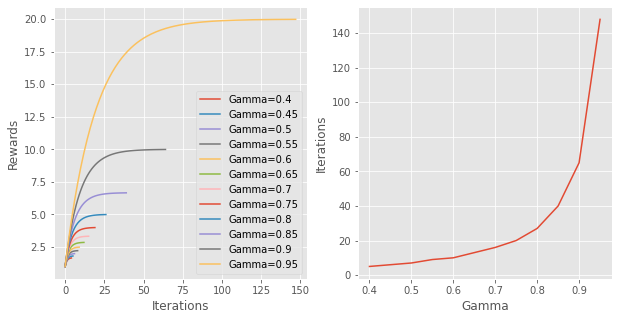 20.0
17.5
15.0
12.5
10.0
7.5
5.0
2.5
Rewards
0 25 50 75 100 125 150
Iterations
Gamma=0.4
Gamma=0.45
Gamma=0.5
Gamma=0.55
Gamma=0.6
Gamma=0.65
Gamma=0.7
Gamma=0.75
Gamma=0.8
Gamma=0.85
Gamma=0.9
Gamma=0.95
140
120
100
80
60
40
20
0
Iterations
0.4 0.5 0.6 0.7 0.8 0.9
Gamma